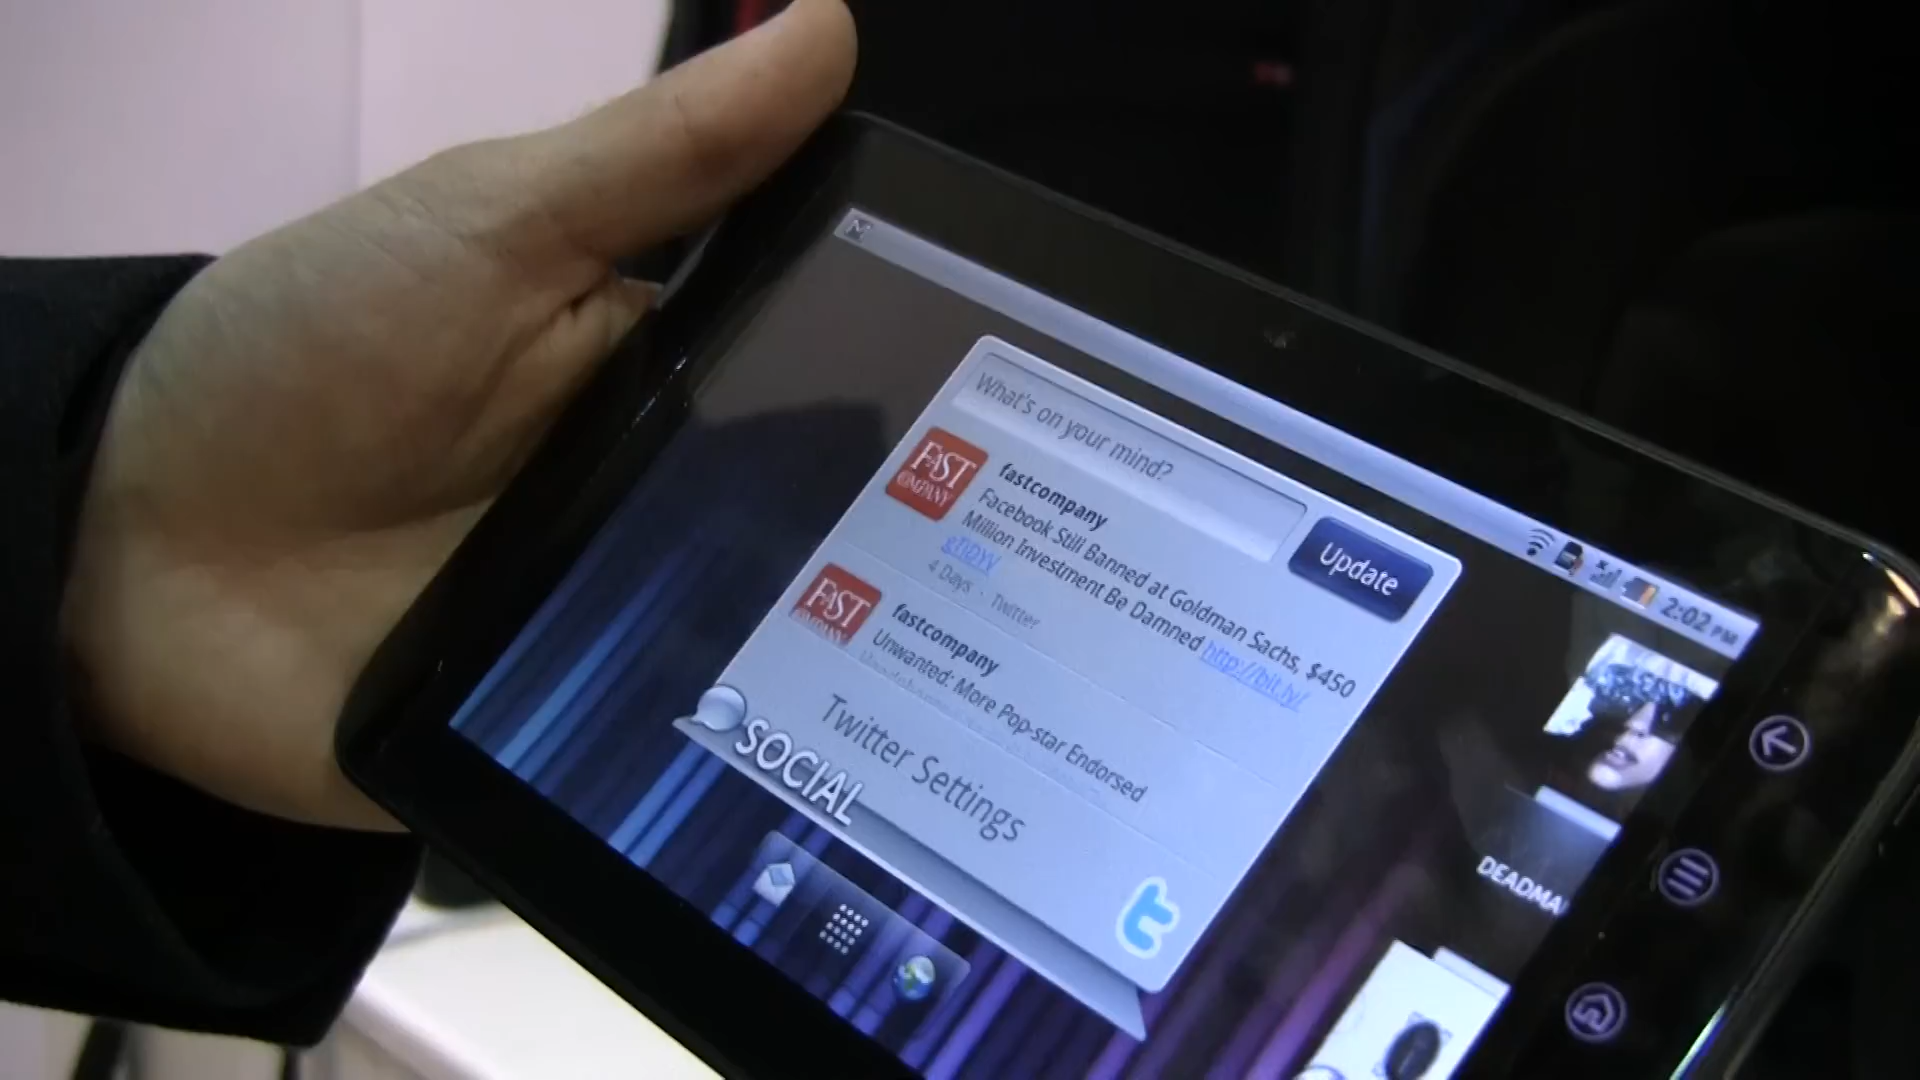 2:02 PM
What's on your mind?
Update
FAST
COMPANY
fastcompany
Facebook Still Banned at Goldman Sachs, $450
Million Investment Be Damned http://bit.ly/
4 Days - Twitter
FAST
COMPANY
fastcompany
Unwanted: More Pop-star Endorsed
Twitter Settings
SOCIAL
DEADMA